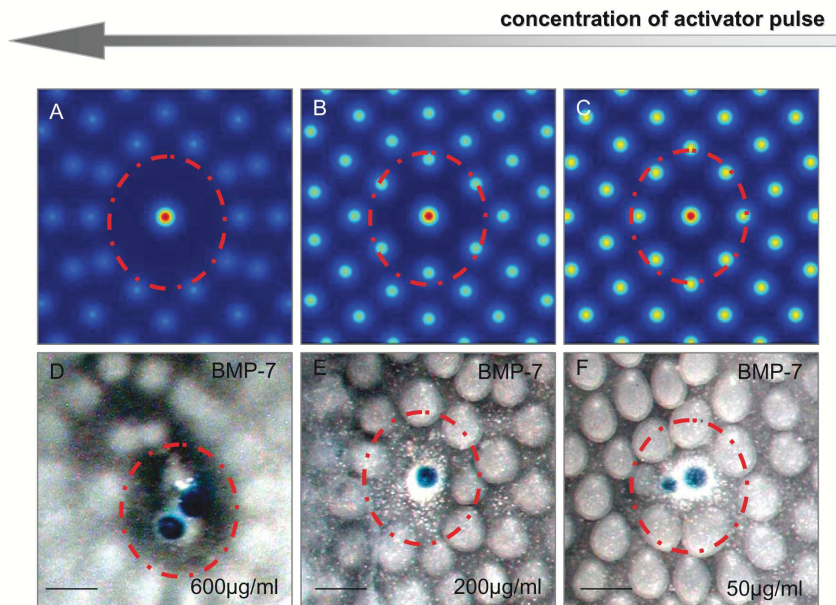 concentration of activator pulse
A
B
C
D BMP-7
E BMP-7
F BMP-7
600µg/ml
200µg/ml
50µg/ml